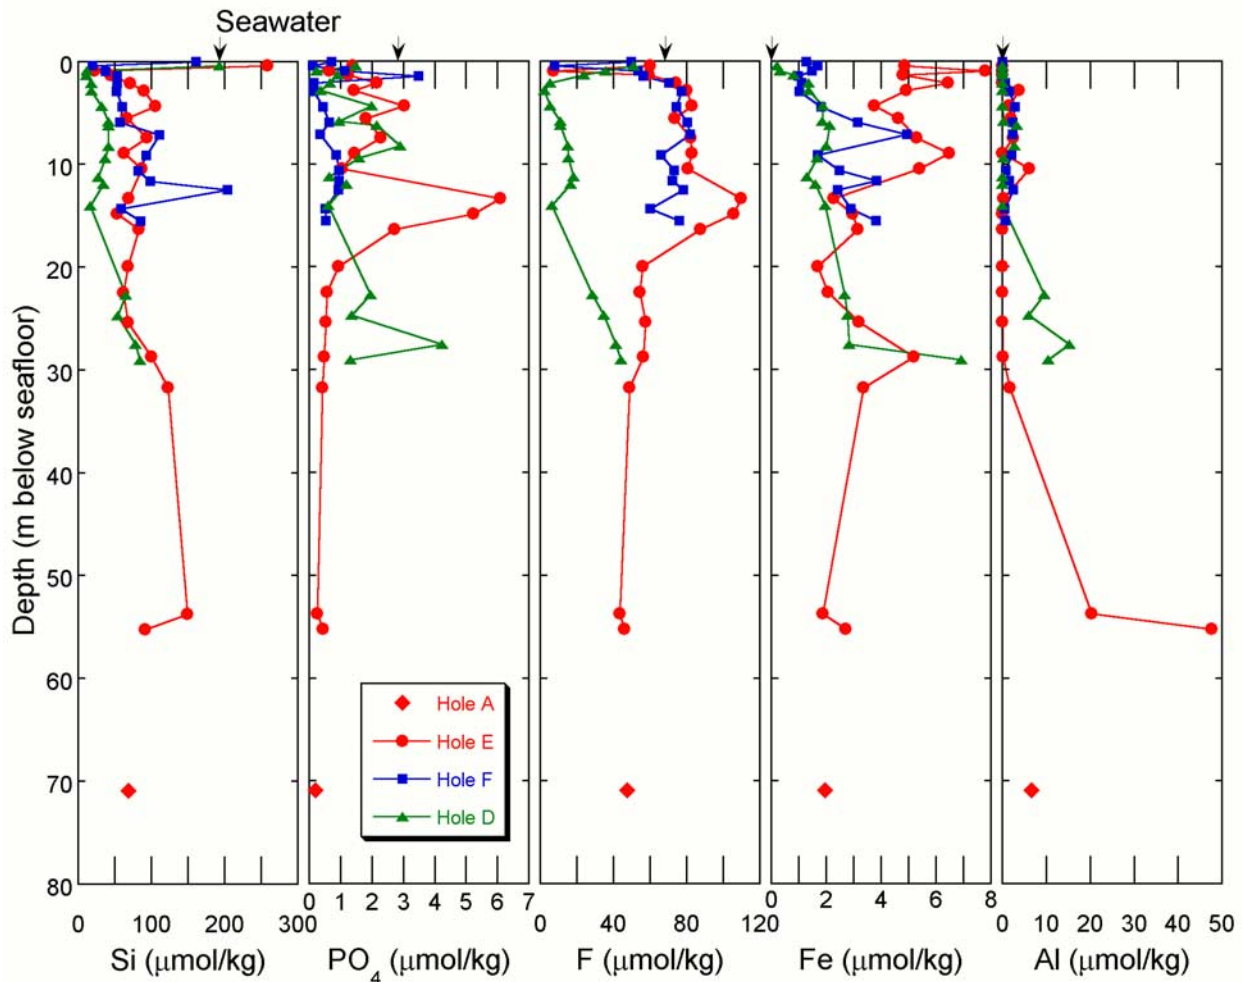 Seawater
0
10
20
30
40
50
60
70
80
Depth (m below seafloor)
Hole A
Hole E
Hole F
Hole D
0 1 2 3 4 5 6 7 0 2 4 6 8
0 100 200 300 0 40 80 120 0 10 20 30 40 50
Si (μmol/kg) PO4 (μmol/kg) F (μmol/kg) Fe (μmol/kg) Al (μmol/kg)